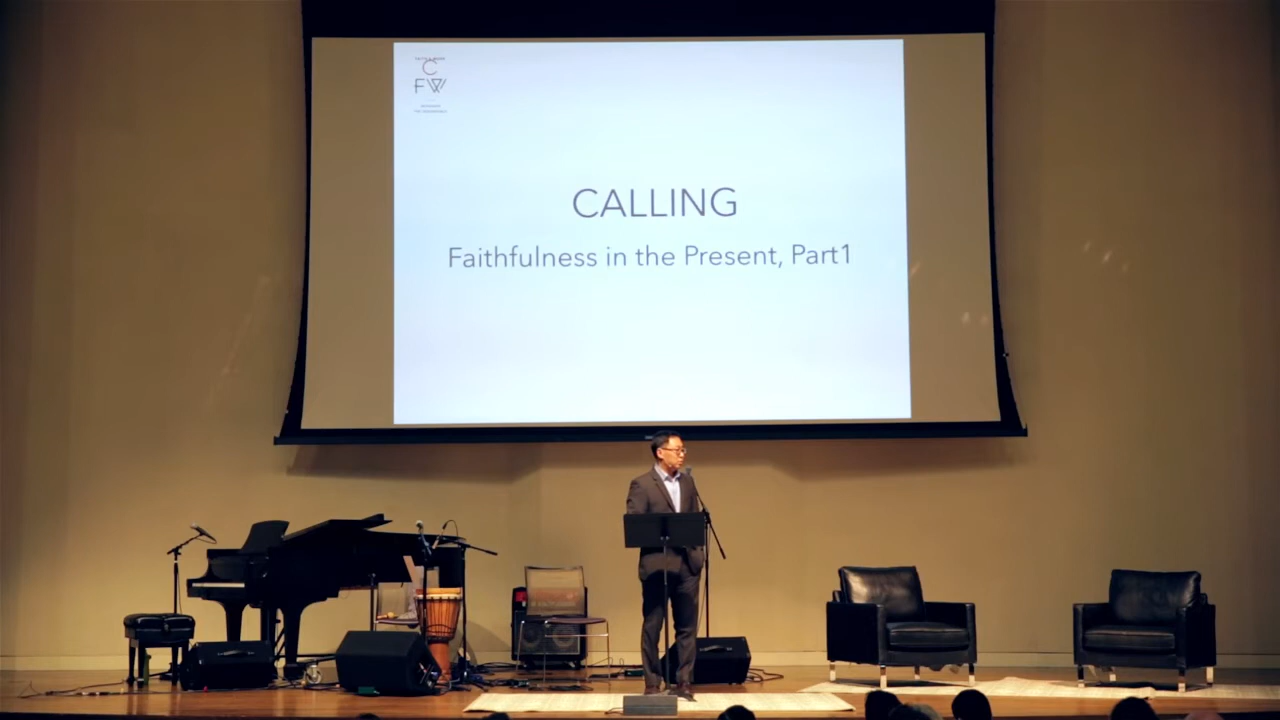 C
FW
CALLING
Faithfulness in the Present, Part1